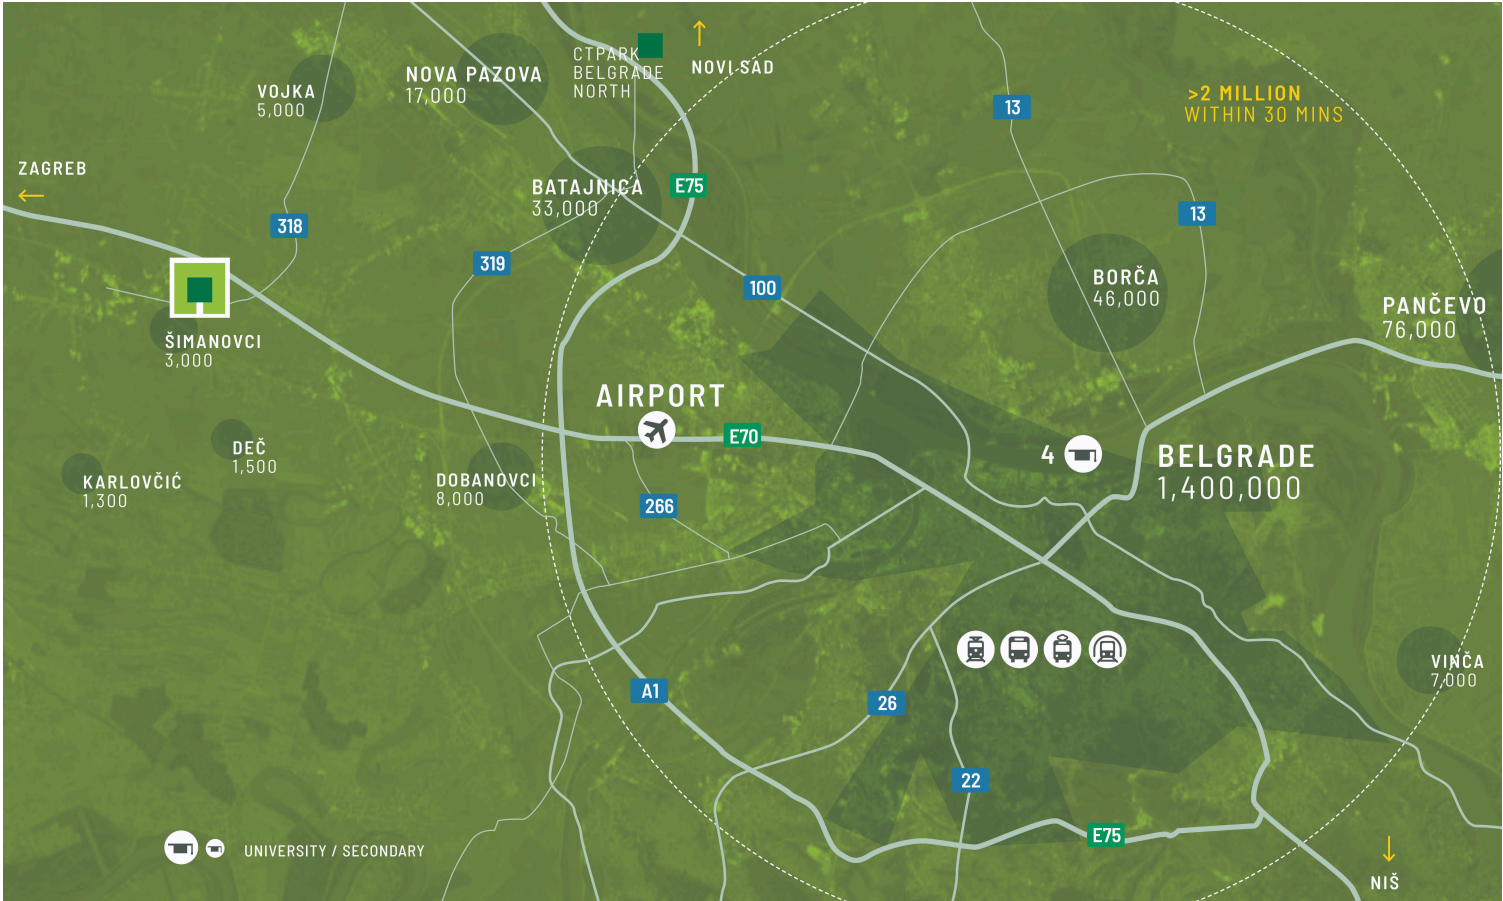 CTPARK
BELGRADE
NORTH
NOVI SAD
NOVA PAZOVA
17,000
VOJKA
5,000
>2 MILLION
WITHIN 30 MINS
13
ZAGREB
BATAJNICA
33,000
E75
13
318
319
100
BORČA
46,000
PANČEVO
76,000
ŠIMANOVCI
3,000
AIRPORT
E70
DEČ
1,500
4
BELGRADE
1,400,000
KARLOVČIĆ
1,300
DOBANOVCI
8,000
266
VINČA
7,000
A1
26
22
E75
UNIVERSITY / SECONDARY
NIŠ